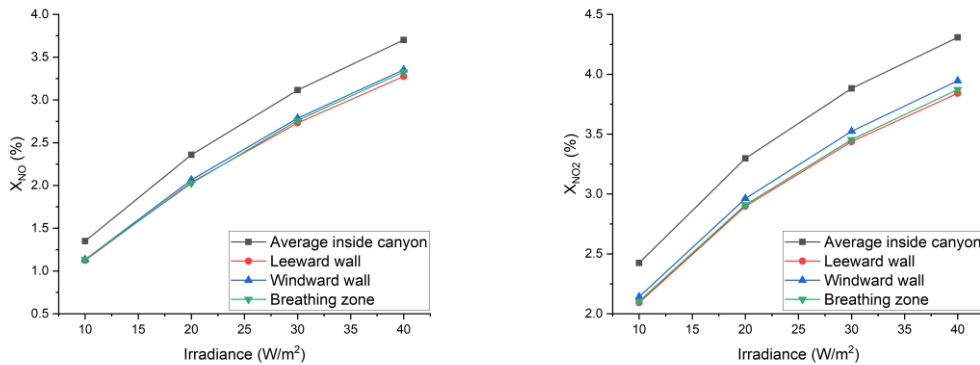 4.0
3.5
3.0
2.5
2.0
1.5
1.0
0.5
X_NO (%)
10 15 20 25 30 35 40
Irradiance (W/m²)
Average inside canyon
Leeward wall
Windward wall
Breathing zone
4.5
4.0
3.5
3.0
2.5
2.0
X_NO2 (%)
10 15 20 25 30 35 40
Irradiance (W/m²)
Average inside canyon
Leeward wall
Windward wall
Breathing zone